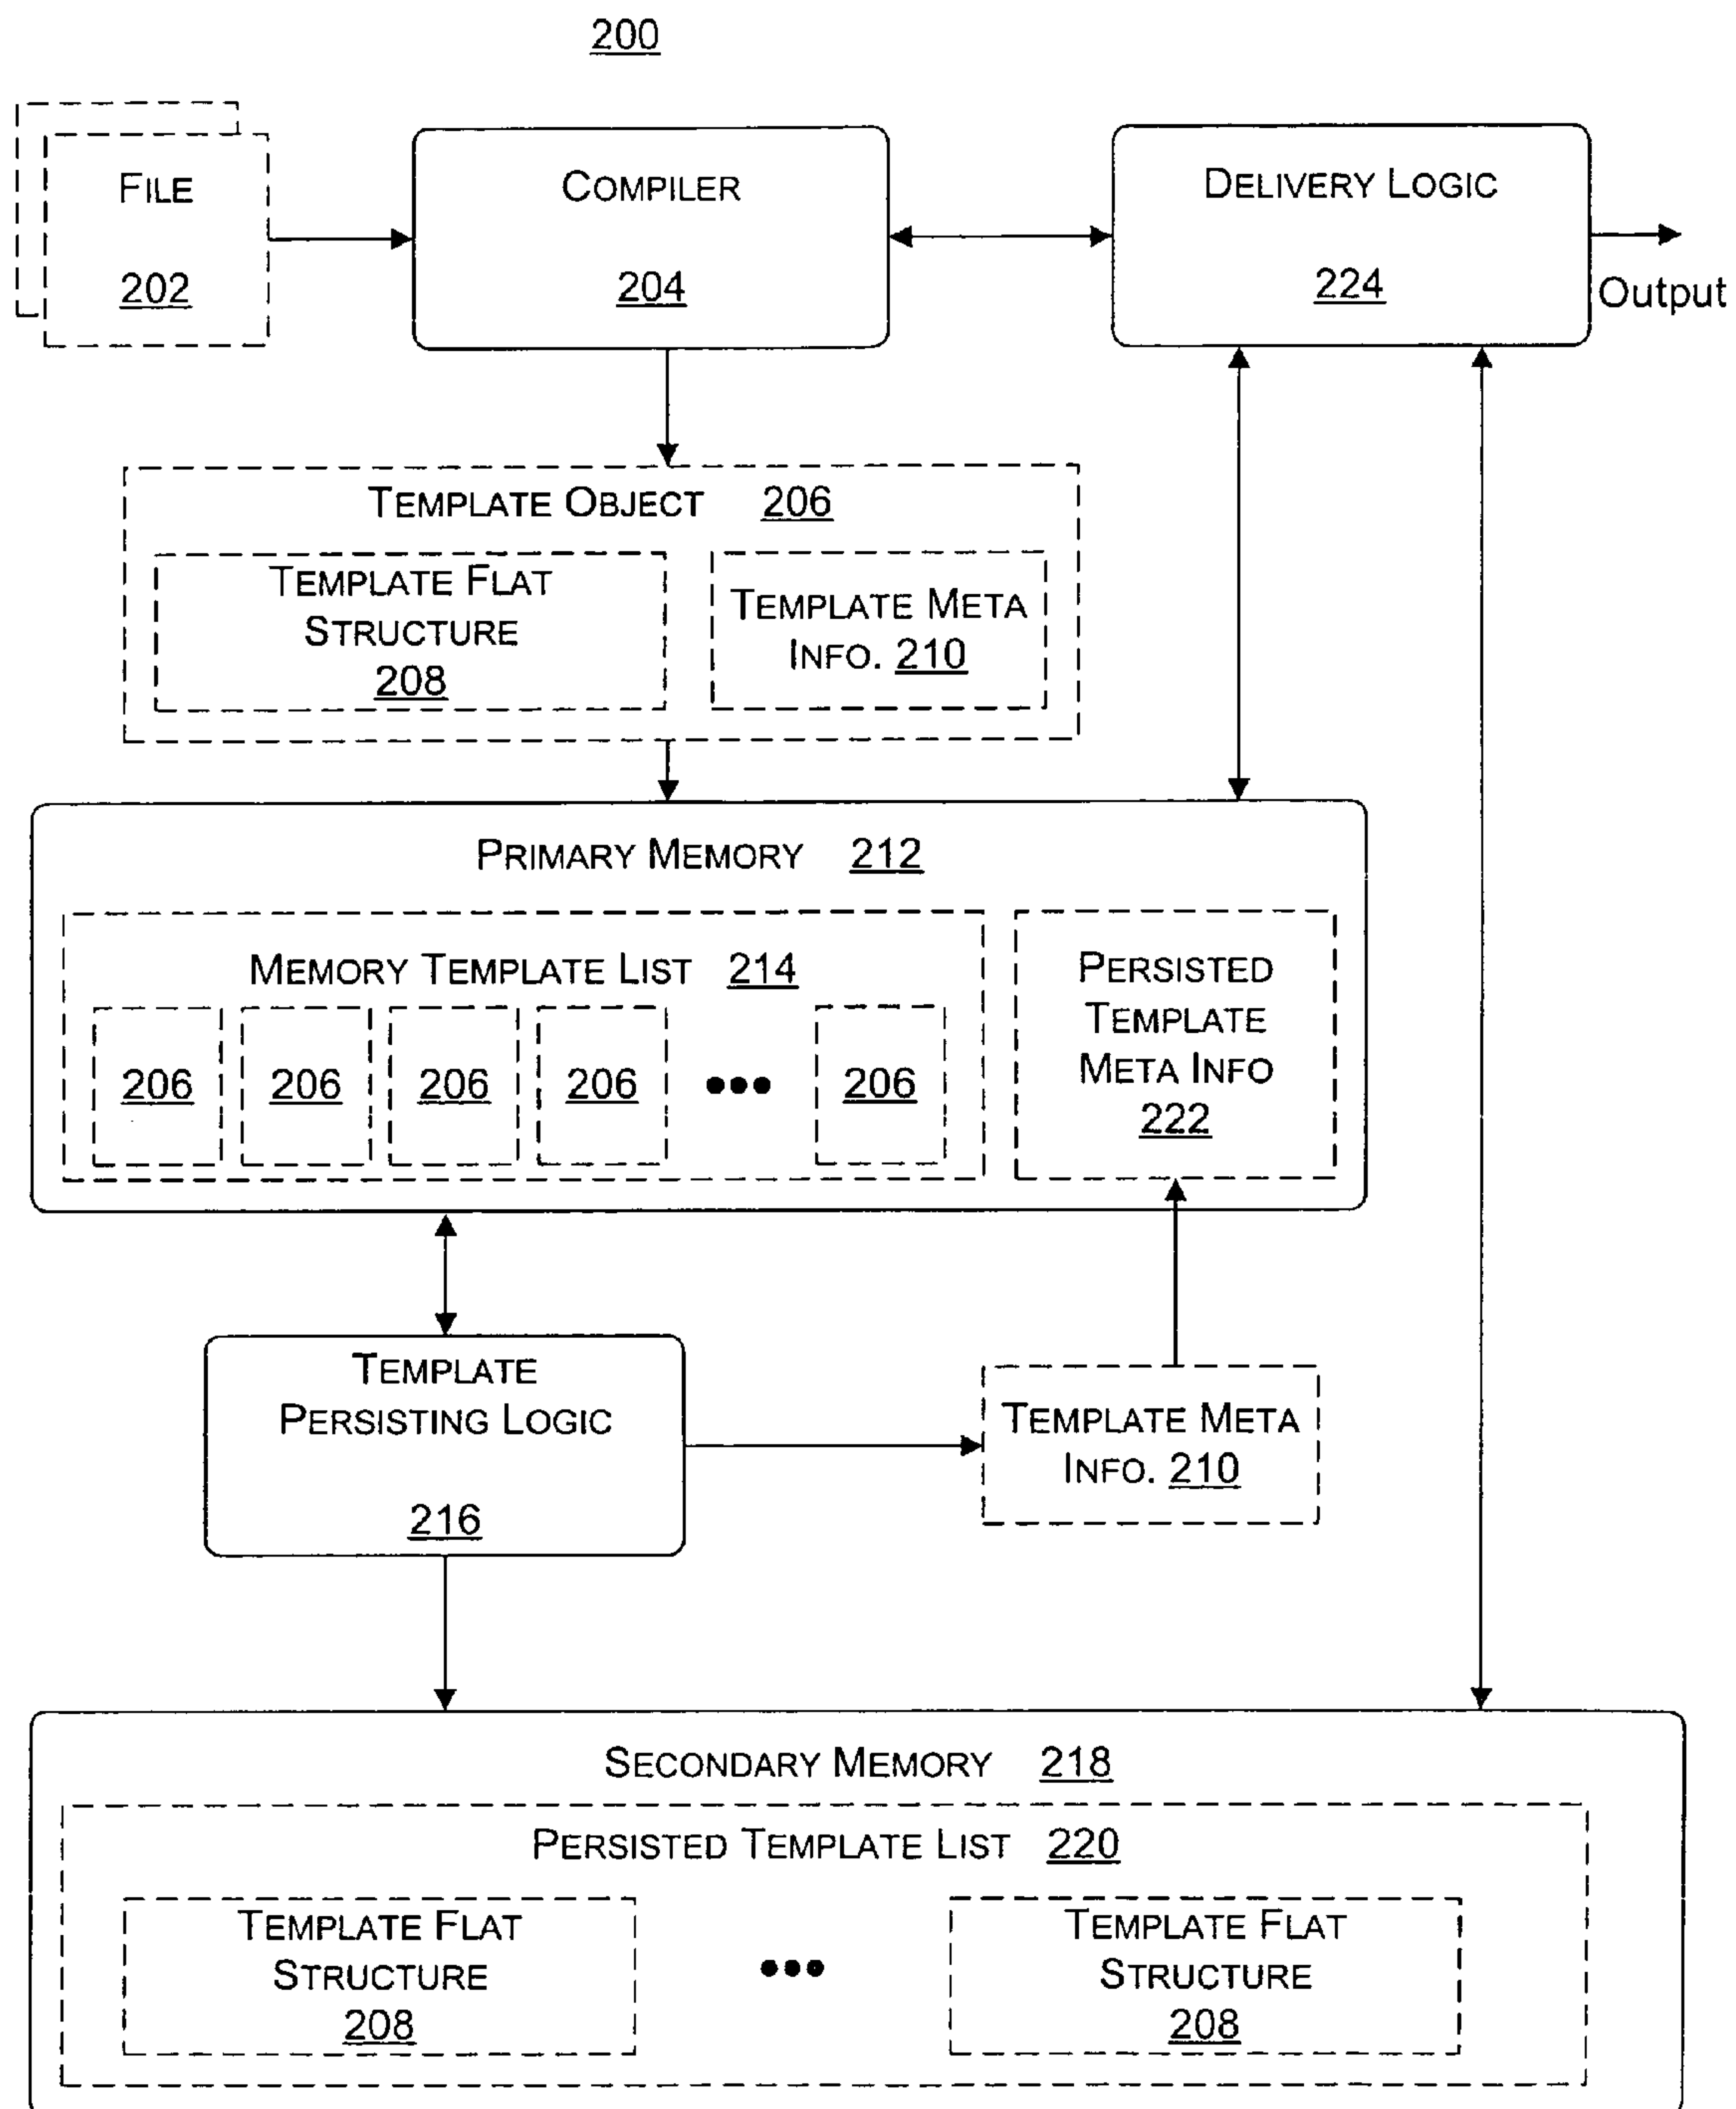 200
FILE
202
COMPILER
204
DELIVERY LOGIC
224
Output
TEMPLATE OBJECT 206
TEMPLATE FLAT
STRUCTURE
208
TEMPLATE META
INFO. 210
PRIMARY MEMORY 212
MEMORY TEMPLATE LIST 214
206 206 206 206 ••• 206
PERSISTED
TEMPLATE
META INFO
222
TEMPLATE
PERSISTING LOGIC
216
TEMPLATE META
INFO. 210
SECONDARY MEMORY 218
PERSISTED TEMPLATE LIST 220
TEMPLATE FLAT
STRUCTURE
208
•••
TEMPLATE FLAT
STRUCTURE
208